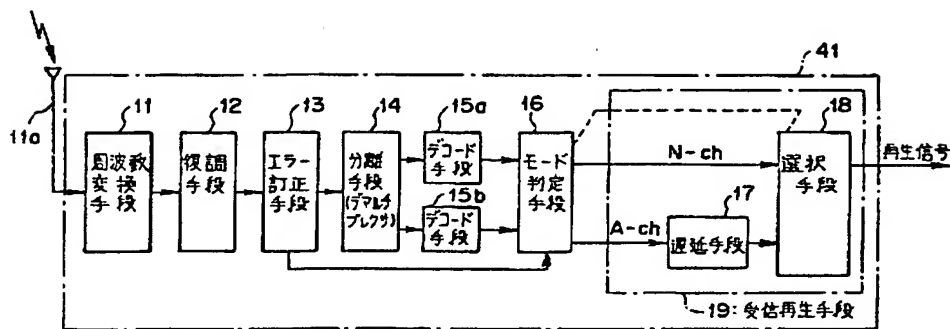 41
11a
11
周波数
変換
手段
12
復調
手段
13
エラー
訂正
手段
14
分離
手段
(デマルチ
プレクサ)
15a
デコード
手段
15b
デコード
手段
16
モード
判定
手段
N-ch
A-ch
17
遅延手段
18
選択
手段
再生信号
19:受信再生手段